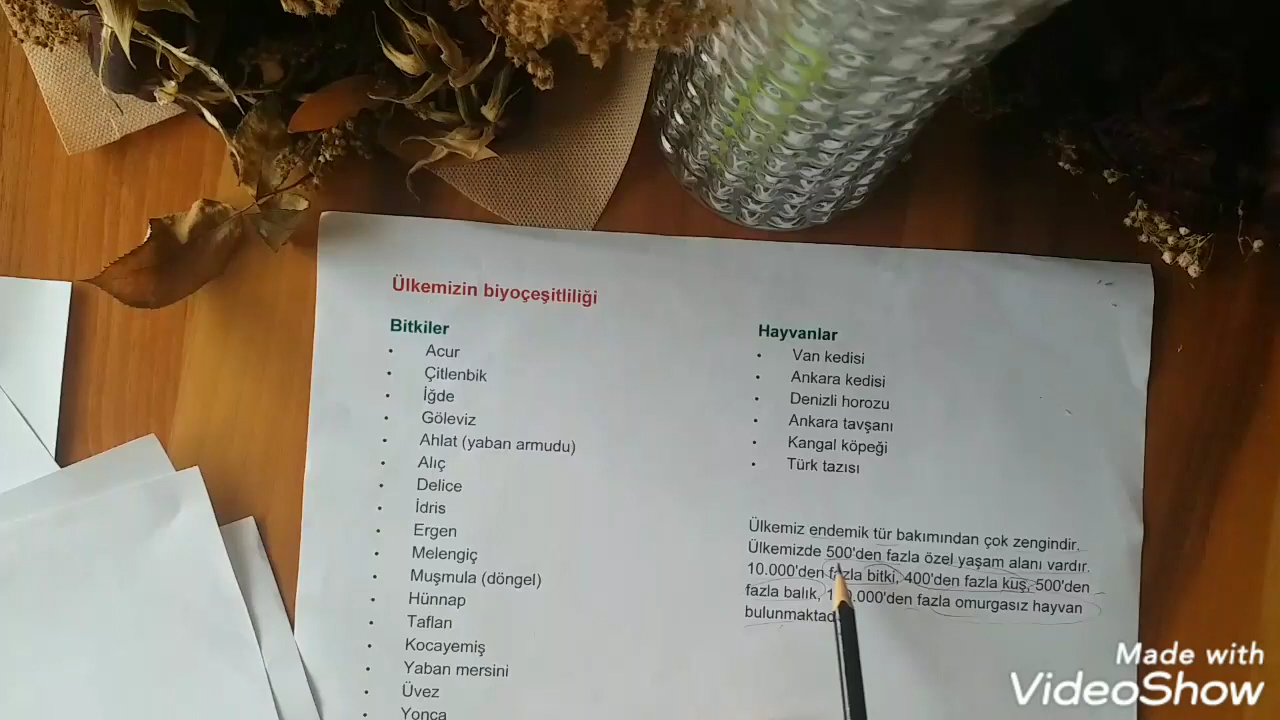 Ülkemizin biyoçeşitliliği
Bitkiler
• Acur
• Çitlenbik
• İğde
• Göleviz
• Ahlat (yaban armudu)
• Alıç
• Delice
• İdris
• Ergen
• Melengiç
• Muşmula (döngel)
• Hünnap
• Taflan
• Kocayemiş
• Yaban mersini
• Üvez
• Yonca
Hayvanlar
• Van kedisi
• Ankara kedisi
• Denizli horozu
• Ankara tavşanı
• Kangal köpeği
• Türk tazısı
Ülkemiz endemik tür bakımından çok zengindir.
Ülkemizde 500'den fazla özel yaşam alanı vardır.
10.000'den fazla bitki, 400'den fazla kuş, 500'den
fazla balık, fazla omurgasız hayvan
Made with
VideoShow